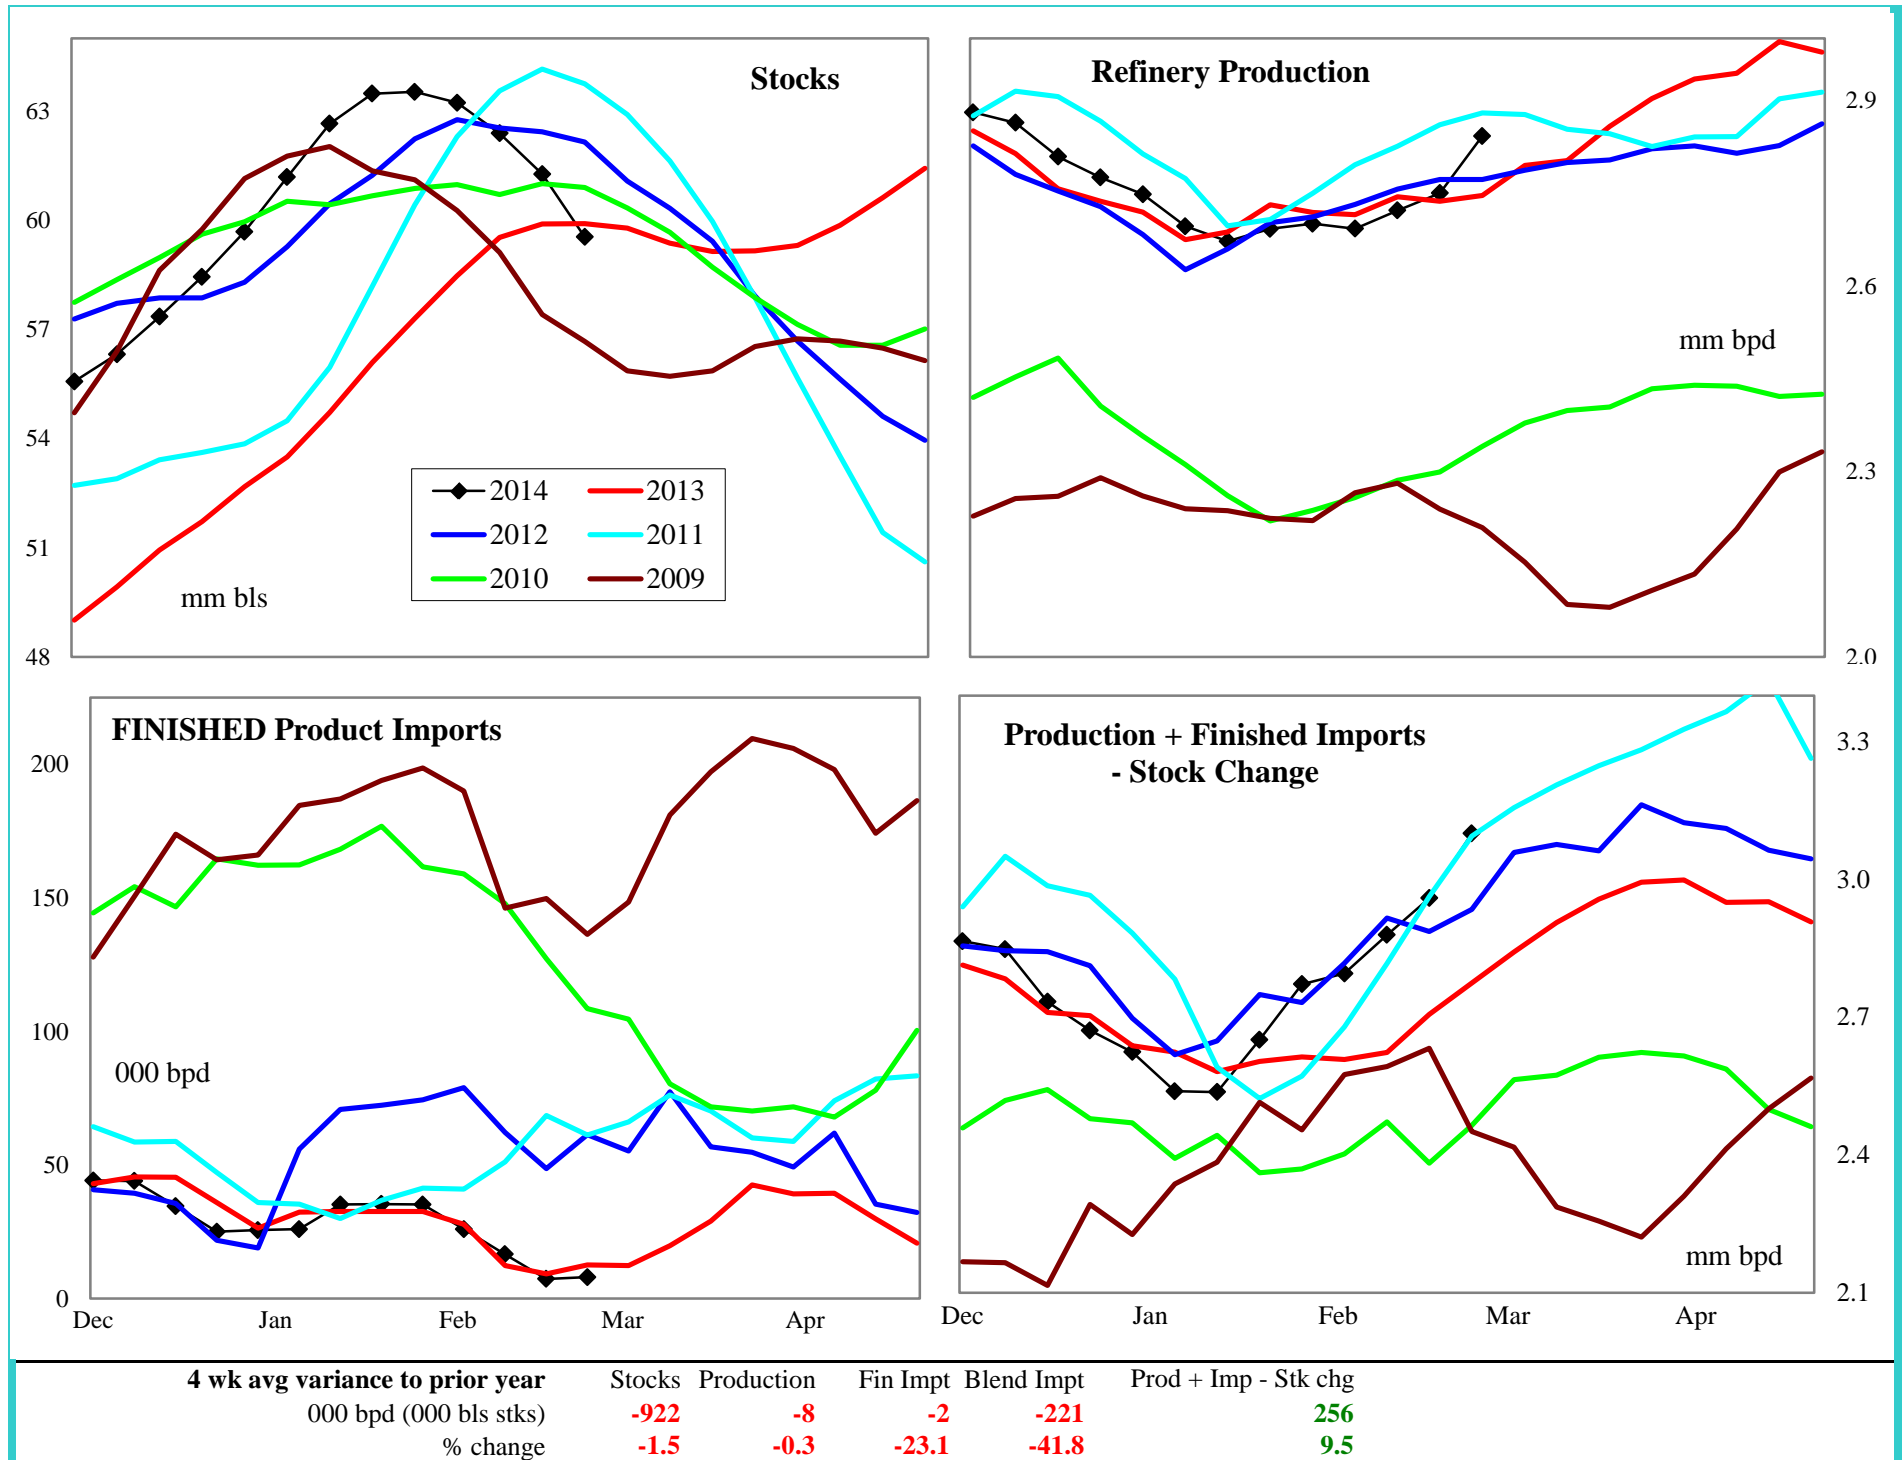 Stocks
63
60
57
54
51
48
mm bls
2014 2013
2012 2011
2010 2009
Refinery Production
2.9
2.6
2.3
2.0
mm bpd
FINISHED Product Imports
200
150
100
50
0
000 bpd
Dec Jan Feb Mar Apr
Production + Finished Imports
- Stock Change
3.3
3.0
2.7
2.4
2.1
mm bpd
Dec Jan Feb Mar Apr
4 wk avg variance to prior year Stocks Production Fin Impt Blend Impt Prod + Imp - Stk chg
000 bpd (000 bls stks) -922 -8 -2 -221 256
% change -1.5 -0.3 -23.1 -41.8 9.5